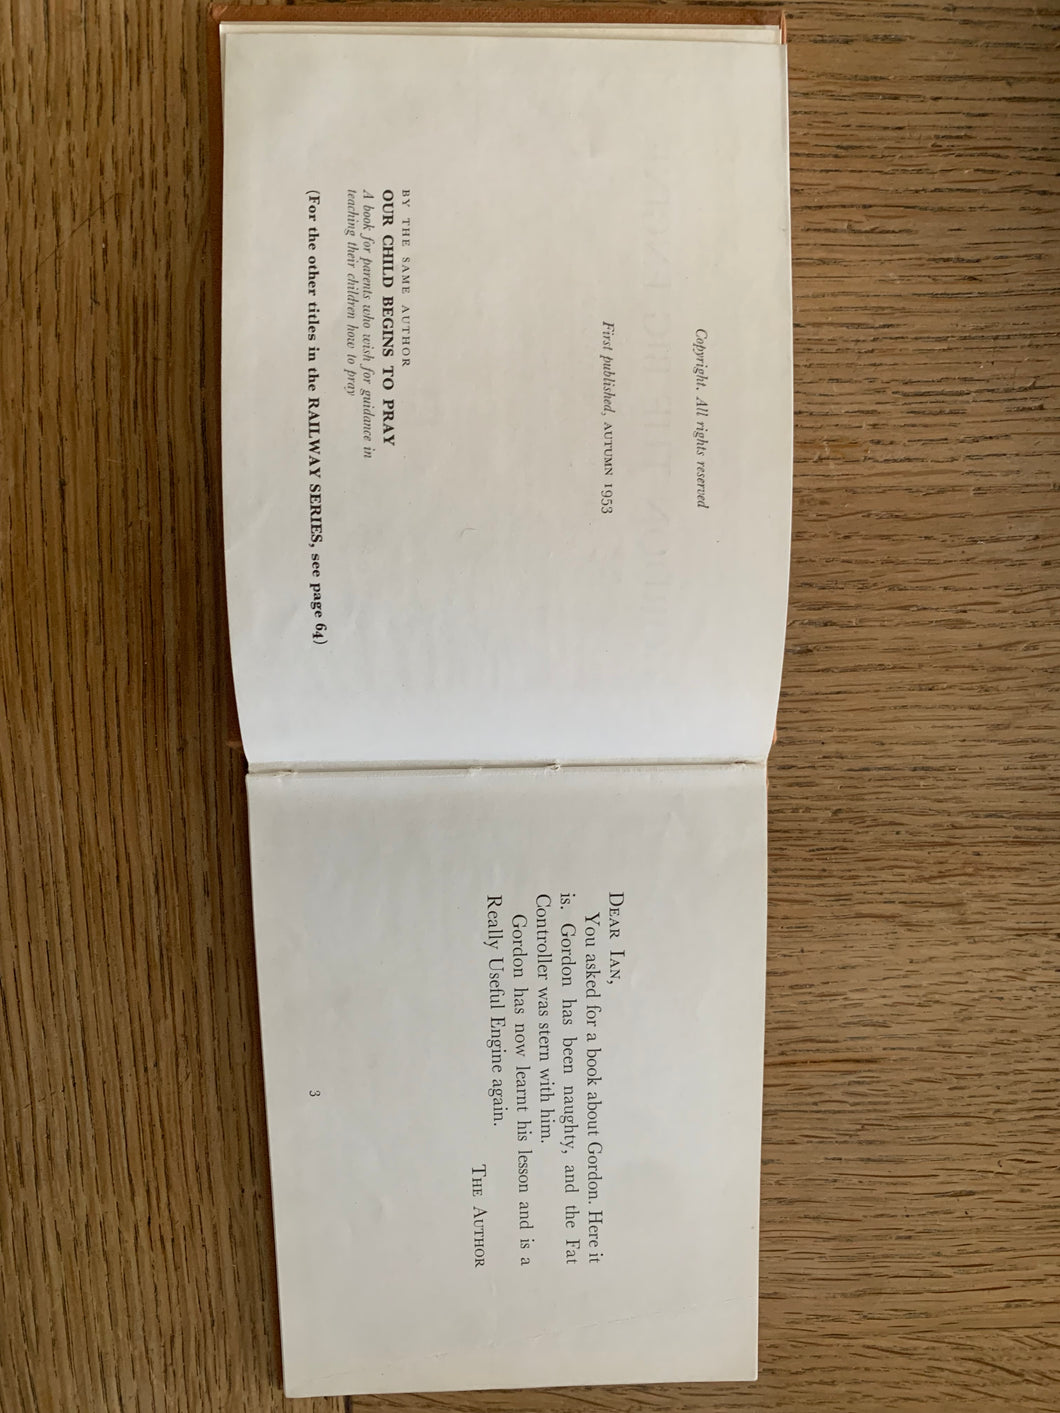 Copyright. All rights reserved
First published, AUTUMN 1953
BY THE SAME AUTHOR
OUR CHILD BEGINS TO PRAY
A book for parents who wish for guidance in
teaching their children how to pray
(For the other titles in the RAILWAY SERIES, see page 64)
DEAR IAN,
You asked for a book about Gordon. Here it
is. Gordon has been naughty, and the Fat
Controller was stern with him.
Gordon has now learnt his lesson and is a
Really Useful Engine again.
THE AUTHOR
3